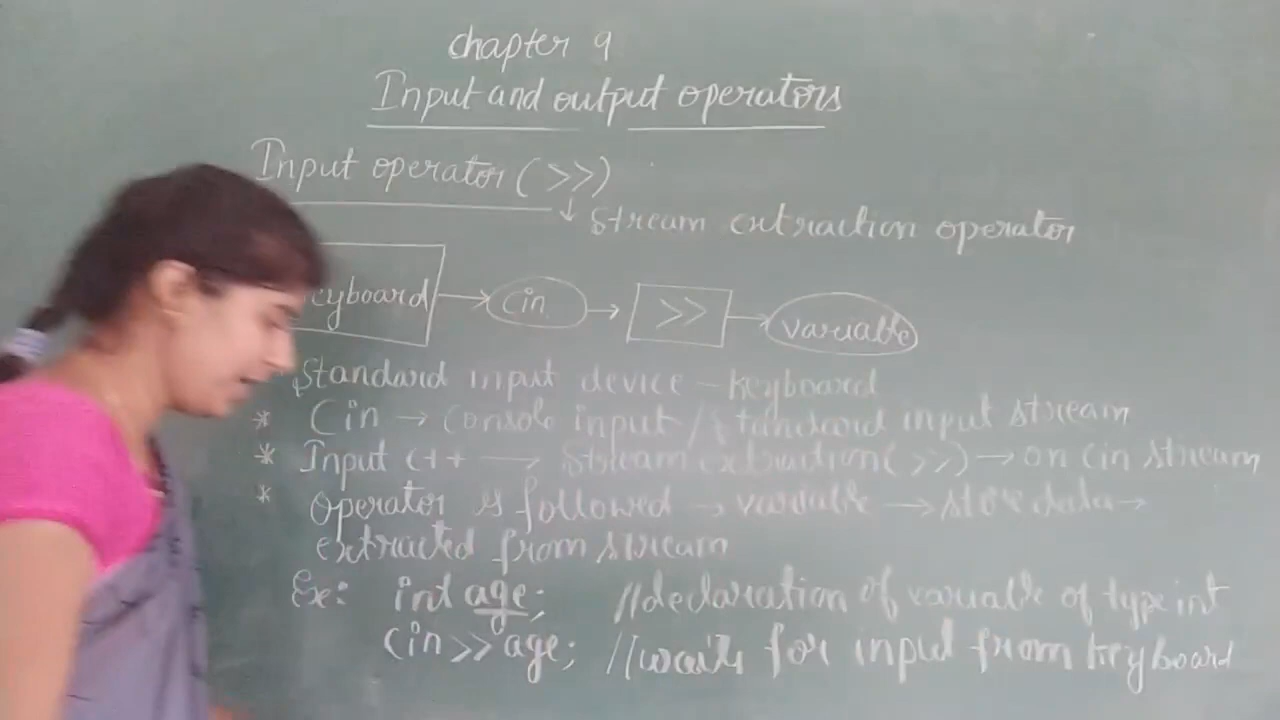 chapter 9
Input and output operators
Input operator (>>)
↓ Stream extraction operator
eyboard → cin → >> → variable
Standard input device - keyboard
* Cin → Console input / Standard input stream
* Input C++ → Stream extraction (>>) → on Cin stream
* Operator is followed → variable → store data →
extracted from stream
Ex: int age; //declaration of variable of type int
Cin >> age; //waits for input from keyboard